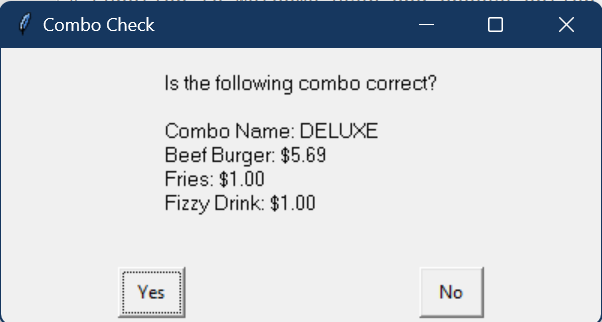 Combo Check
Is the following combo correct?
Combo Name: DELUXE
Beef Burger: $5.69
Fries: $1.00
Fizzy Drink: $1.00
Yes
No